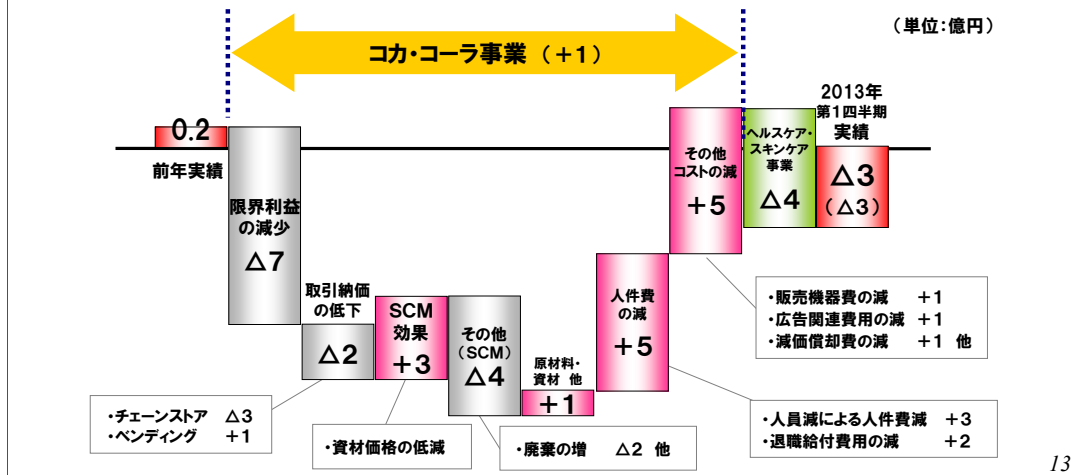 （単位：億円）
コカ・コーラ事業 （＋１）
0.2
前年実績
限界利益
の減少
△７
取引納価
の低下
△２
SCM
効果
＋３
その他
（SCM）
△４
原材料・
資材 他
＋１
人件費
の減
＋５
その他
コストの減
＋５
ヘルスケア・
スキンケア
事業
△４
2013年
第１四半期
実績
△３
（△３）
・チェーンストア △３
・ベンディング ＋１
・資材価格の低減
・廃棄の増 △２ 他
・人員減による人件費減 ＋３
・退職給付費用の減 ＋２
・販売機器費の減 ＋１
・広告関連費用の減 ＋１
・減価償却費の減 ＋１ 他
13